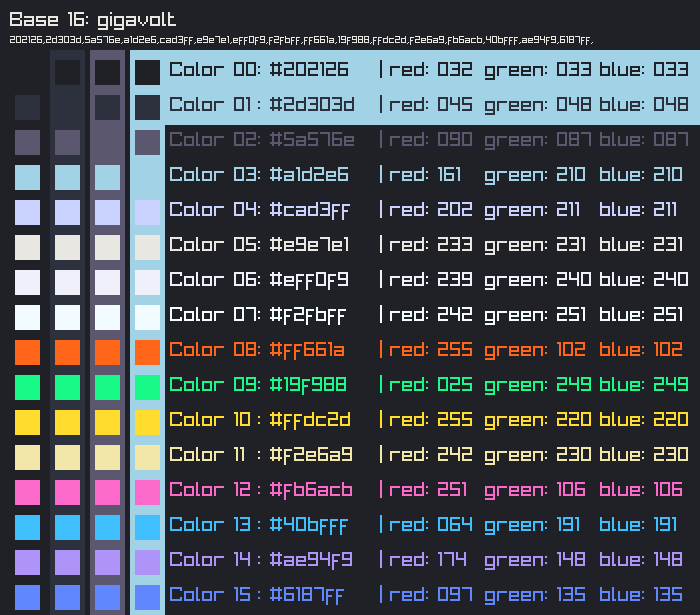 Base 16: gigavolt
202126,2d303d,5a576e,a1d2e6,cad3ff,e9e7e1,eff0f9,f2fbff,ff661a,19f988,ffdc2d,f2e6a9,fb6acb,40bfff,ae94f9,6187ff,
Color 00: #202126 | red: 032 green: 033 blue: 033
Color 01 : #2d303d | red: 045 green: 048 blue: 048
Color 02: #5a576e | red: 090 green: 087 blue: 087
Color 03: #a1d2e6 | red: 161 green: 210 blue: 210
Color 04: #cad3ff | red: 202 green: 211 blue: 211
Color 05: #e9e7e1 | red: 233 green: 231 blue: 231
Color 06: #eff0f9 | red: 239 green: 240 blue: 240
Color 07: #f2fbff | red: 242 green: 251 blue: 251
Color 08: #ff661a | red: 255 green: 102 blue: 102
Color 09: #19f988 | red: 025 green: 249 blue: 249
Color 10 : #ffdc2d | red: 255 green: 220 blue: 220
Color 11 : #f2e6a9 | red: 242 green: 230 blue: 230
Color 12 : #fb6acb | red: 251 green: 106 blue: 106
Color 13 : #40bfff | red: 064 green: 191 blue: 191
Color 14 : #ae94f9 | red: 174 green: 148 blue: 148
Color 15 : #6187ff | red: 097 green: 135 blue: 135